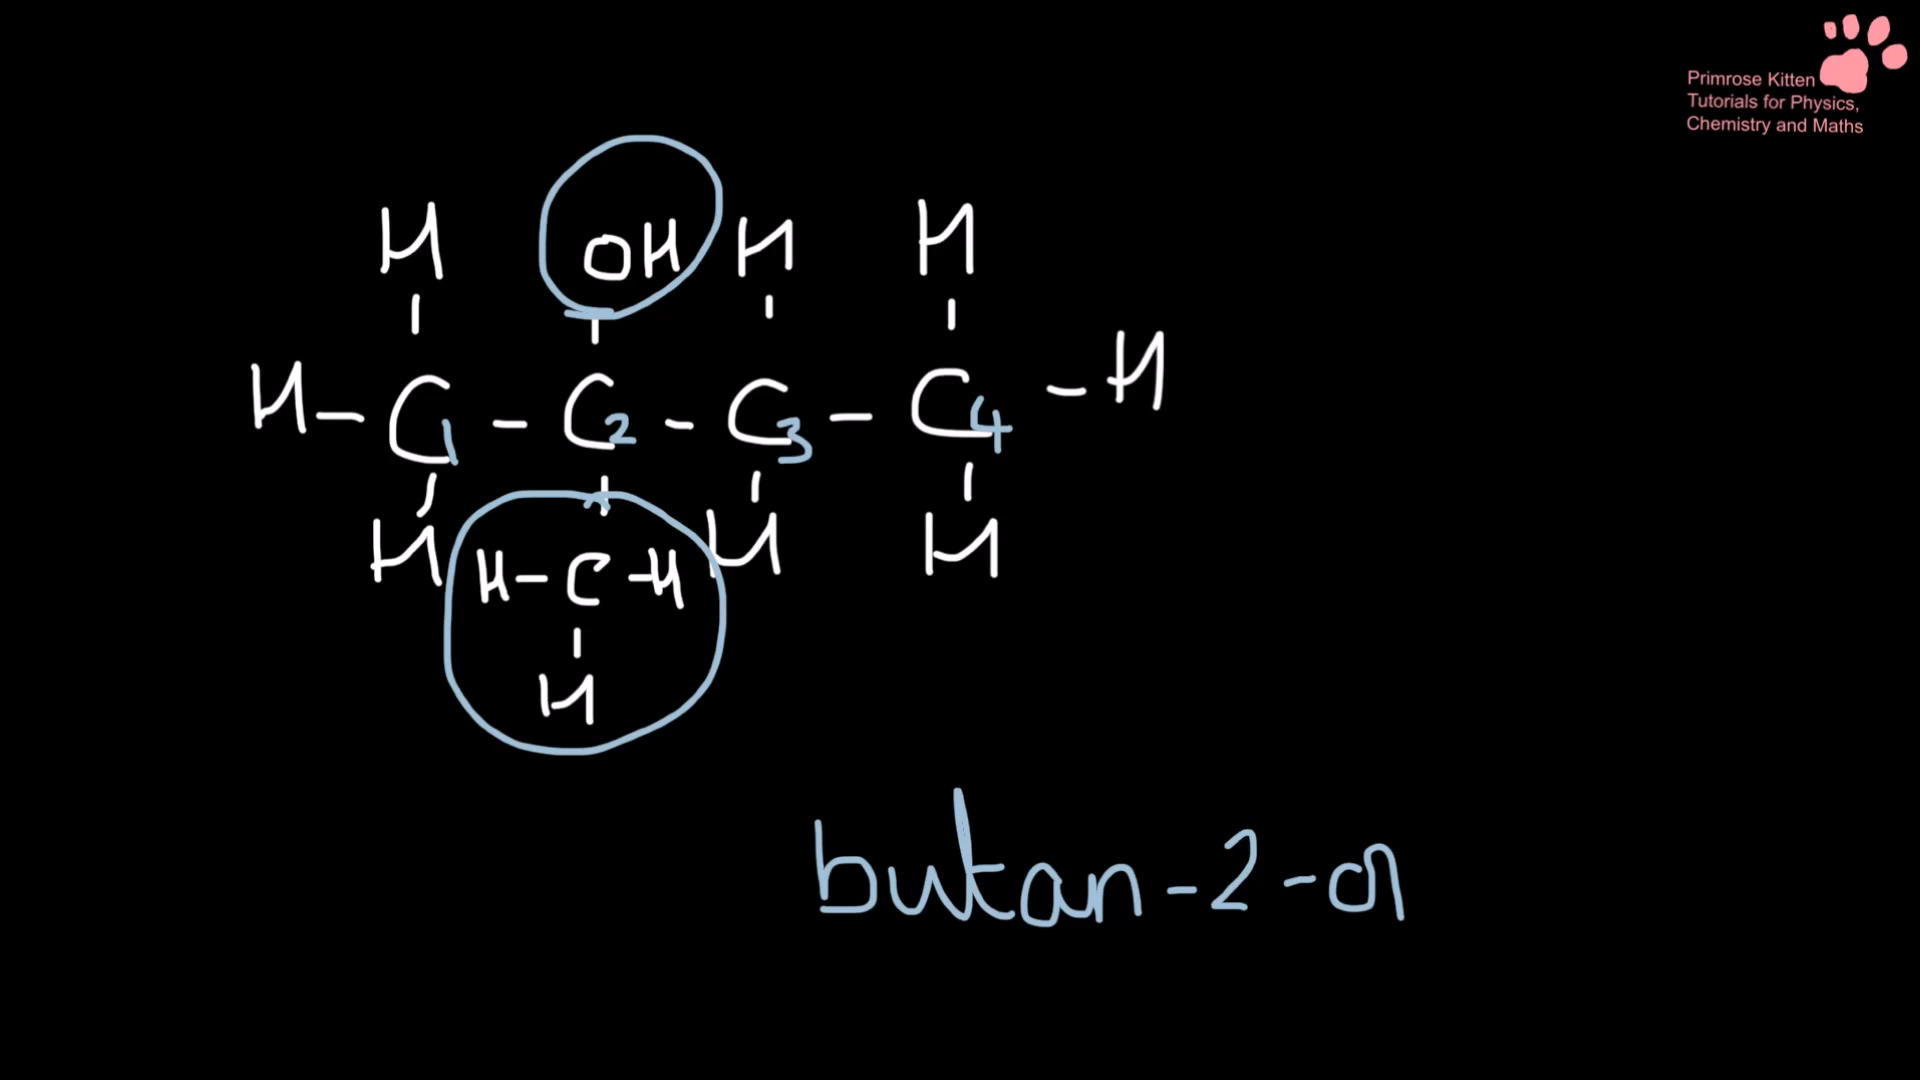 Primrose Kitten
Tutorials for Physics,
Chemistry and Maths
H OH H H
H-C1-C2-C3-C4-H
H H-C-H H H
H
butan-2-ol